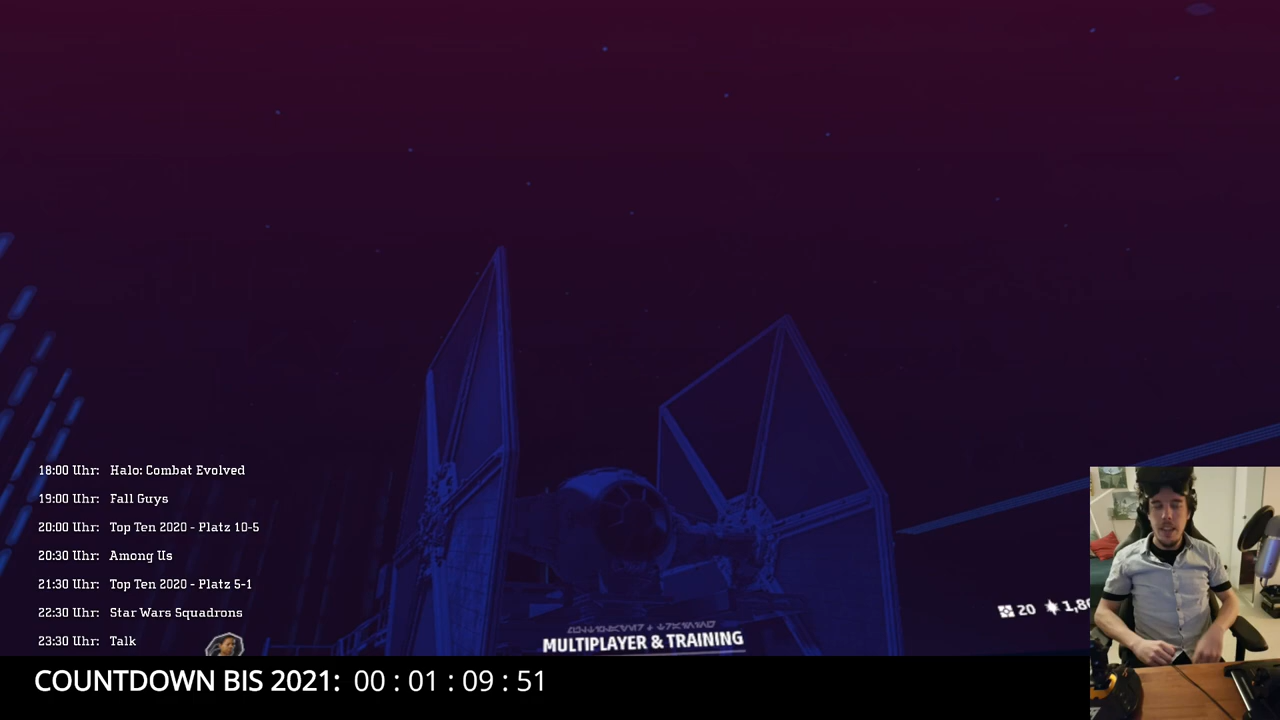 18:00 Uhr: Halo: Combat Evolved
19:00 Uhr: Fall Guys
20:00 Uhr: Top Ten 2020 - Platz 10-5
20:30 Uhr: Among Us
21:30 Uhr: Top Ten 2020 - Platz 5-1
22:30 Uhr: Star Wars Squadrons
23:30 Uhr: Talk
MULTIPLAYER & TRAINING
20
COUNTDOWN BIS 2021: 00 : 01 : 09 : 51